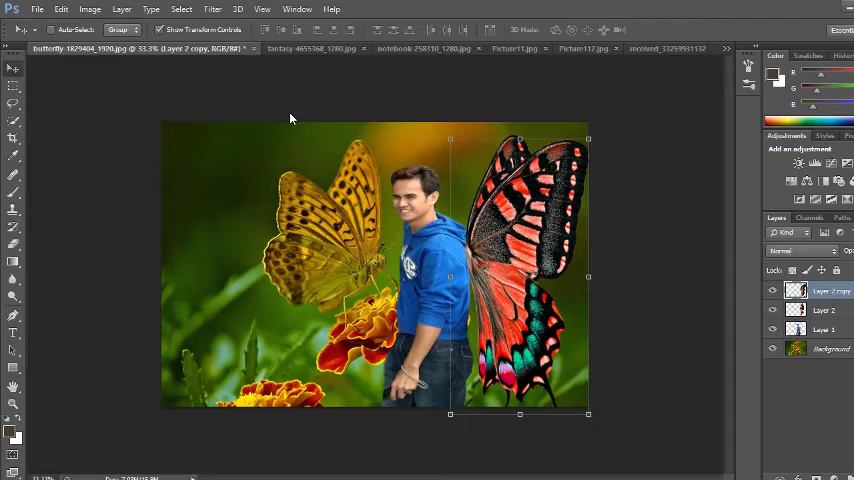 Ps File Edit Image Layer Type Select Filter 3D View Window Help
Auto-Select: Group Show Transform Controls 3D Mode: Essentia
butterfly-1829404_1920.jpg @ 33.3% (Layer 2 copy, RGB/8#) * × fantasy-4655368_1280.jpg × notebook-258310_1280.jpg × Picture11.jpg × Picture112.jpg × received_33259931132
Color Swatches
R
G
B
Adjustments Styles
Add an adjustment
Layers Channels Paths
Kind
Normal Opa
Lock:
Layer 2 copy
Layer 2
Layer 1
Background